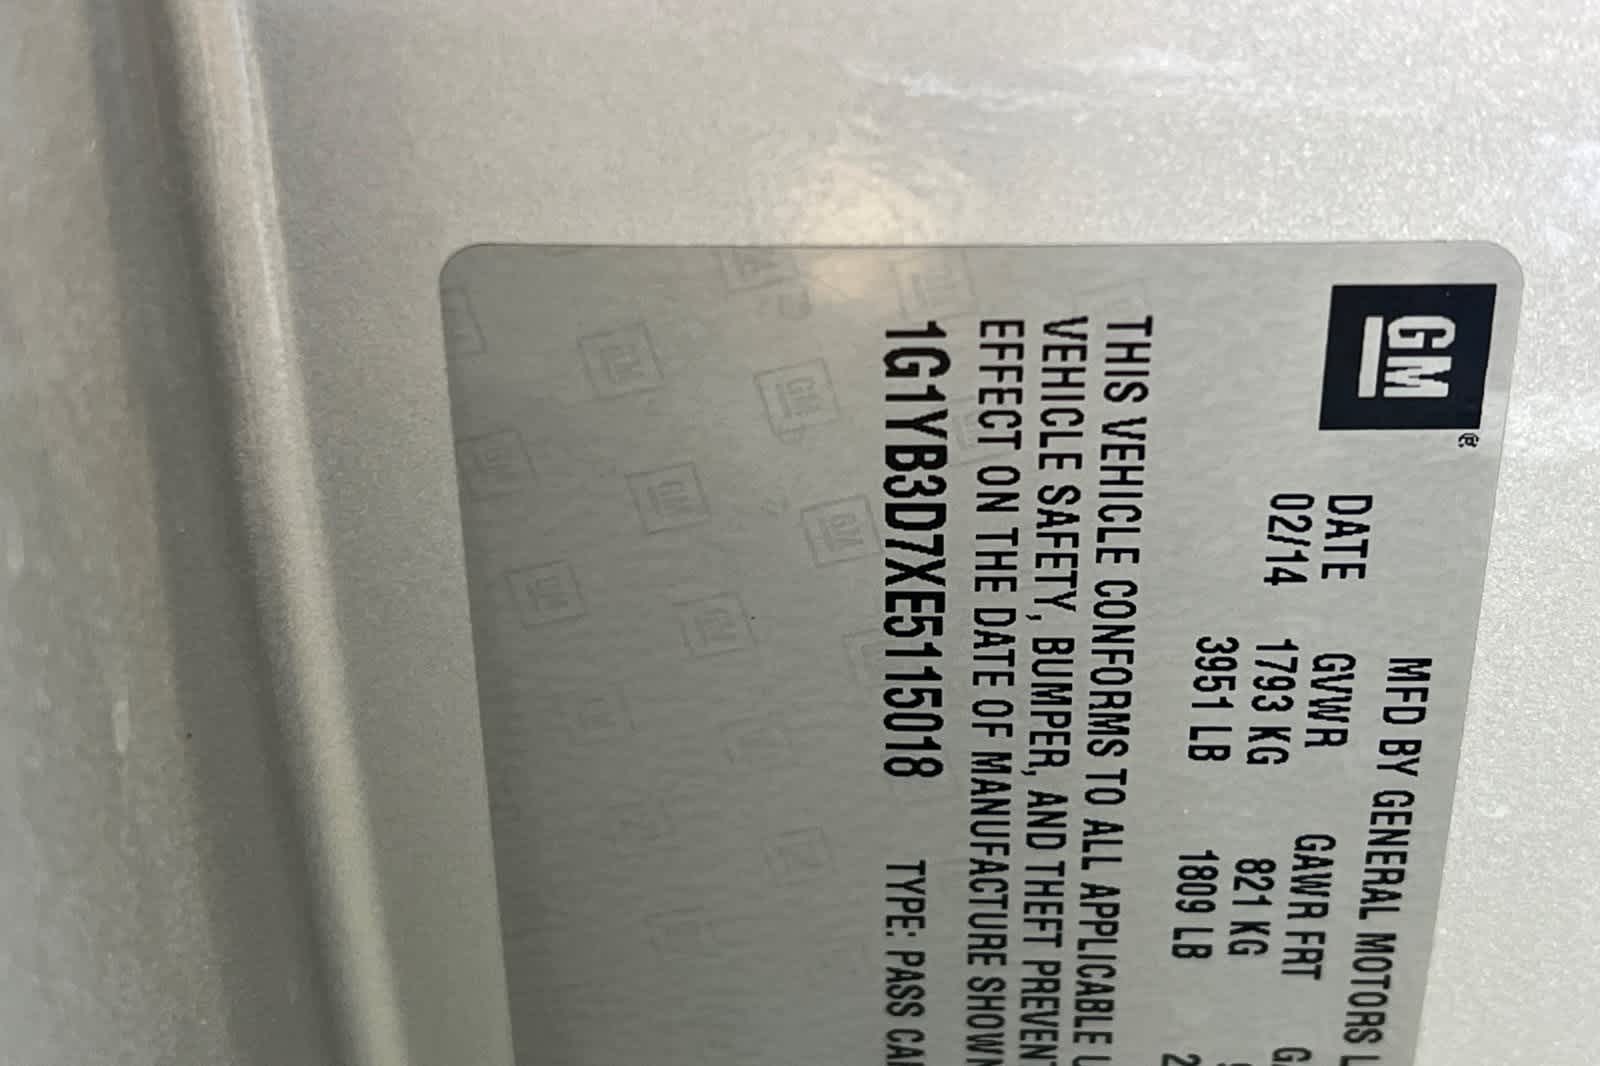 GM®
MFD BY GENERAL MOTORS
DATE GVWR GAWR FRT
02/14 1793 KG 821 KG
3951 LB 1809 LB
THIS VEHICLE CONFORMS TO ALL APPLICABLE
VEHICLE SAFETY, BUMPER, AND THEFT PREVENT
EFFECT ON THE DATE OF MANUFACTURE SHOWN
1G1YB3D7XE5115018 TYPE: PASS CAR